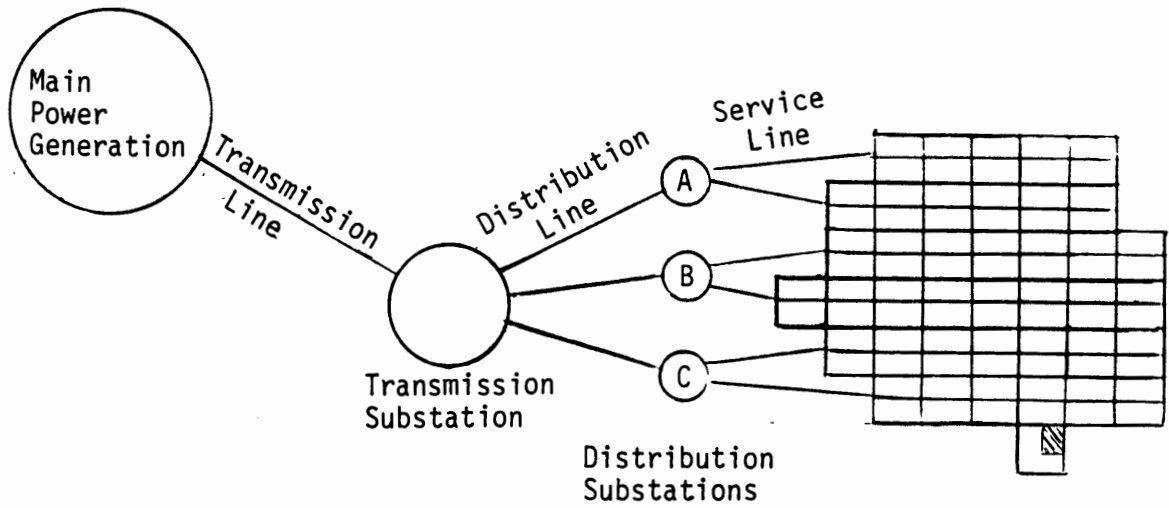 Main
Power
Generation
Transmission
Line
Distribution
Line
Service
Line
A
B
C
Transmission
Substation
Distribution
Substations